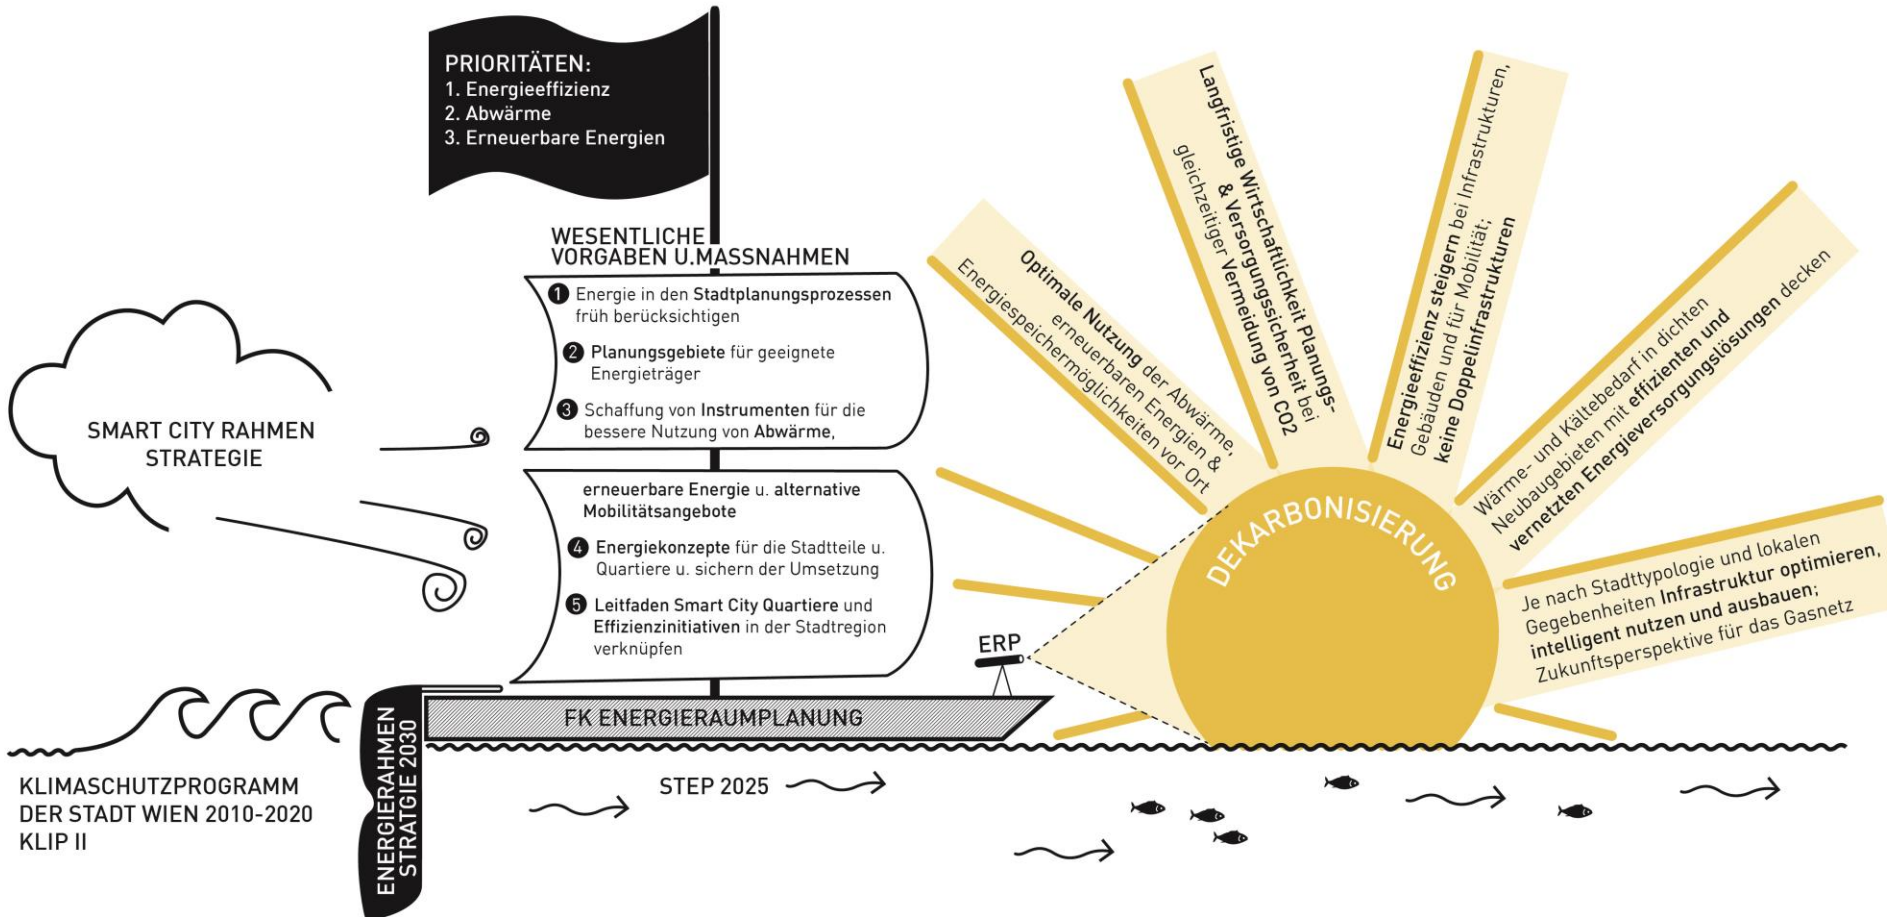 PRIORITÄTEN:
1. Energieeffizienz
2. Abwärme
3. Erneuerbare Energien
WESENTLICHE
VORGABEN U.MASSNAHMEN
1 Energie in den Stadtplanungsprozessen
früh berücksichtigen
2 Planungsgebiete für geeignete
Energieträger
3 Schaffung von Instrumenten für die
bessere Nutzung von Abwärme,
erneuerbare Energie u. alternative
Mobilitätsangebote
4 Energiekonzepte für die Stadtteile u.
Quartiere u. sichern der Umsetzung
5 Leitfaden Smart City Quartiere und
Effizienzinitiativen in der Stadtregion
verknüpfen
SMART CITY RAHMEN
STRATEGIE
KLIMASCHUTZPROGRAMM
DER STADT WIEN 2010-2020
KLIP II
ENERGIERAHMEN
STRATGIE 2030
FK ENERGIERAUMPLANUNG
STEP 2025
ERP
DEKARBONISIERUNG
Optimale Nutzung der Abwärme,
erneuerbaren Energien &
Energiespeichermöglichkeiten vor Ort
Langfristige Wirtschaftlichkeit Planungs-
& Versorgungssicherheit bei
gleichzeitiger Vermeidung von CO2
Energieeffizienz steigern bei Infrastrukturen,
Gebäuden und für Mobilität;
keine Doppelinfrastrukturen
Wärme- und Kältebedarf in dichten
Neubaugebieten mit effizienten und
vernetzten Energieversorgungslösungen decken
Je nach Stadttypologie und lokalen
Gegebenheiten Infrastruktur optimieren,
intelligent nutzen und ausbauen;
Zukunftsperspektive für das Gasnetz